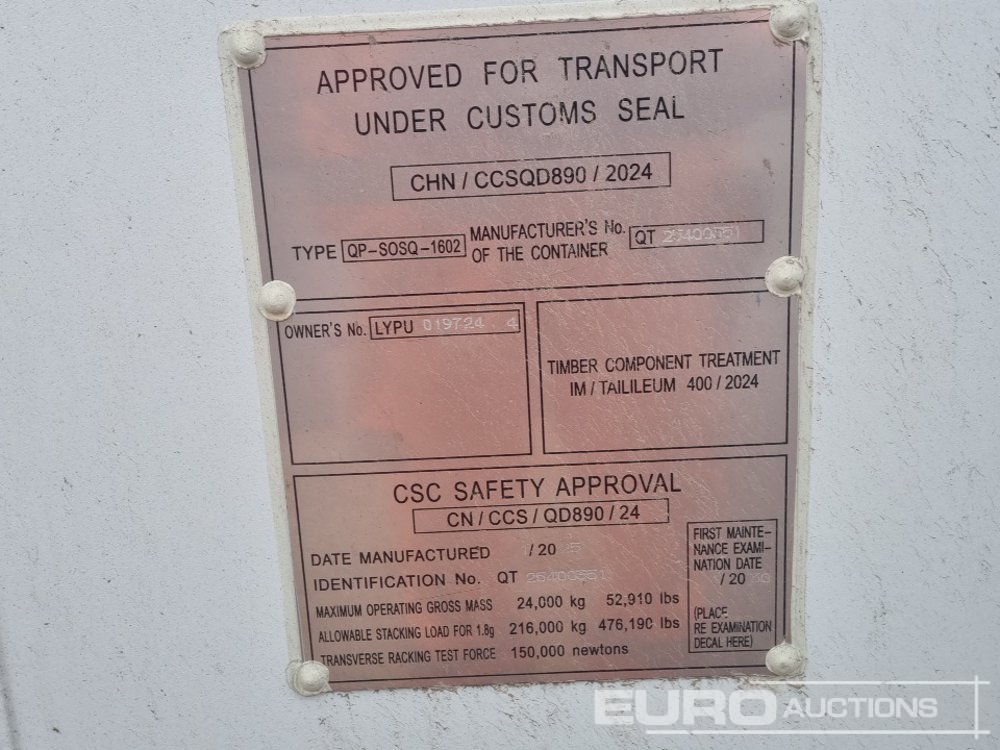 APPROVED FOR TRANSPORT
UNDER CUSTOMS SEAL
CHN / CCSQD890 / 2024
TYPE QP-SOSQ-1602 MANUFACTURER'S No. OF THE CONTAINER QT
OWNER'S No. LYPU 019724 4
TIMBER COMPONENT TREATMENT
IM / TAILILEUM 400 / 2024
CSC SAFETY APPROVAL
CN / CCS / QD890 / 24
DATE MANUFACTURED / 20
IDENTIFICATION No. QT
MAXIMUM OPERATING GROSS MASS 24,000 kg 52,910 lbs
ALLOWABLE STACKING LOAD FOR 1.8g 216,000 kg 476,190 lbs
TRANSVERSE RACKING TEST FORCE 150,000 newtons
FIRST MAINTE-
NANCE EXAMI-
NATION DATE
/ 20
(PLACE
RE EXAMINATION
DECAL HERE)
EURO AUCTIONS